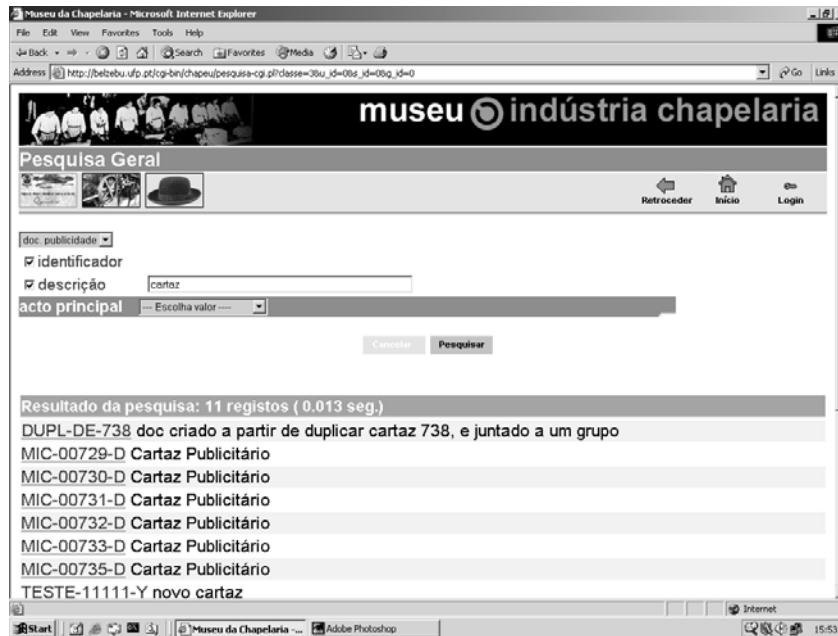 Museu da Chapelaria - Microsoft Internet Explorer
File Edit View Favorites Tools Help
Back Search Favorites Media
Address http://belzebu.ufp.pt/cgi-bin/chapeu/pesquisa-cgi.pl?classe=38u_id=08s_id=08g_id=0 Go Links
museu indústria chapelaria
Pesquisa Geral
Retroceder Início Login
doc. publicidade
identificador
descrição cartaz
acto principal --- Escolha valor ----
Cancelar Pesquisar
Resultado da pesquisa: 11 registos ( 0.013 seg.)
DUPL-DE-738 doc criado a partir de duplicar cartaz 738, e juntado a um grupo
MIC-00729-D Cartaz Publicitário
MIC-00730-D Cartaz Publicitário
MIC-00731-D Cartaz Publicitário
MIC-00732-D Cartaz Publicitário
MIC-00733-D Cartaz Publicitário
MIC-00735-D Cartaz Publicitário
TESTE-11111-Y novo cartaz
Internet
Start Museu da Chapelaria -... Adobe Photoshop 15:53